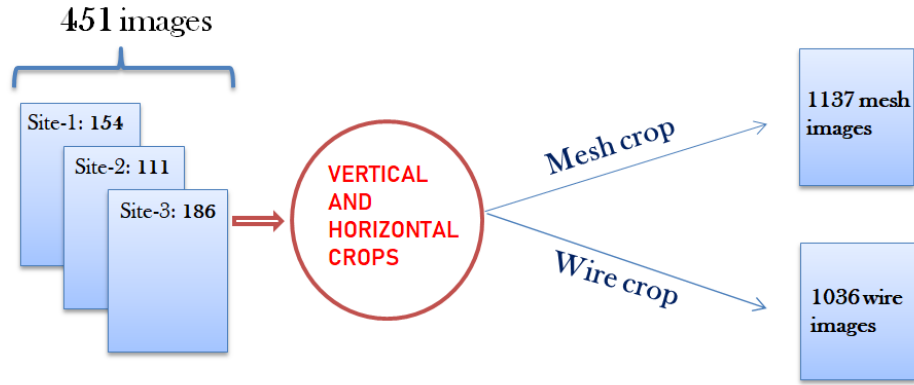 451 images
Site-1: 154
Site-2: 111
Site-3: 186
VERTICAL
AND
HORIZONTAL
CROPS
Mesh crop
Wire crop
1137 mesh
images
1036 wire
images